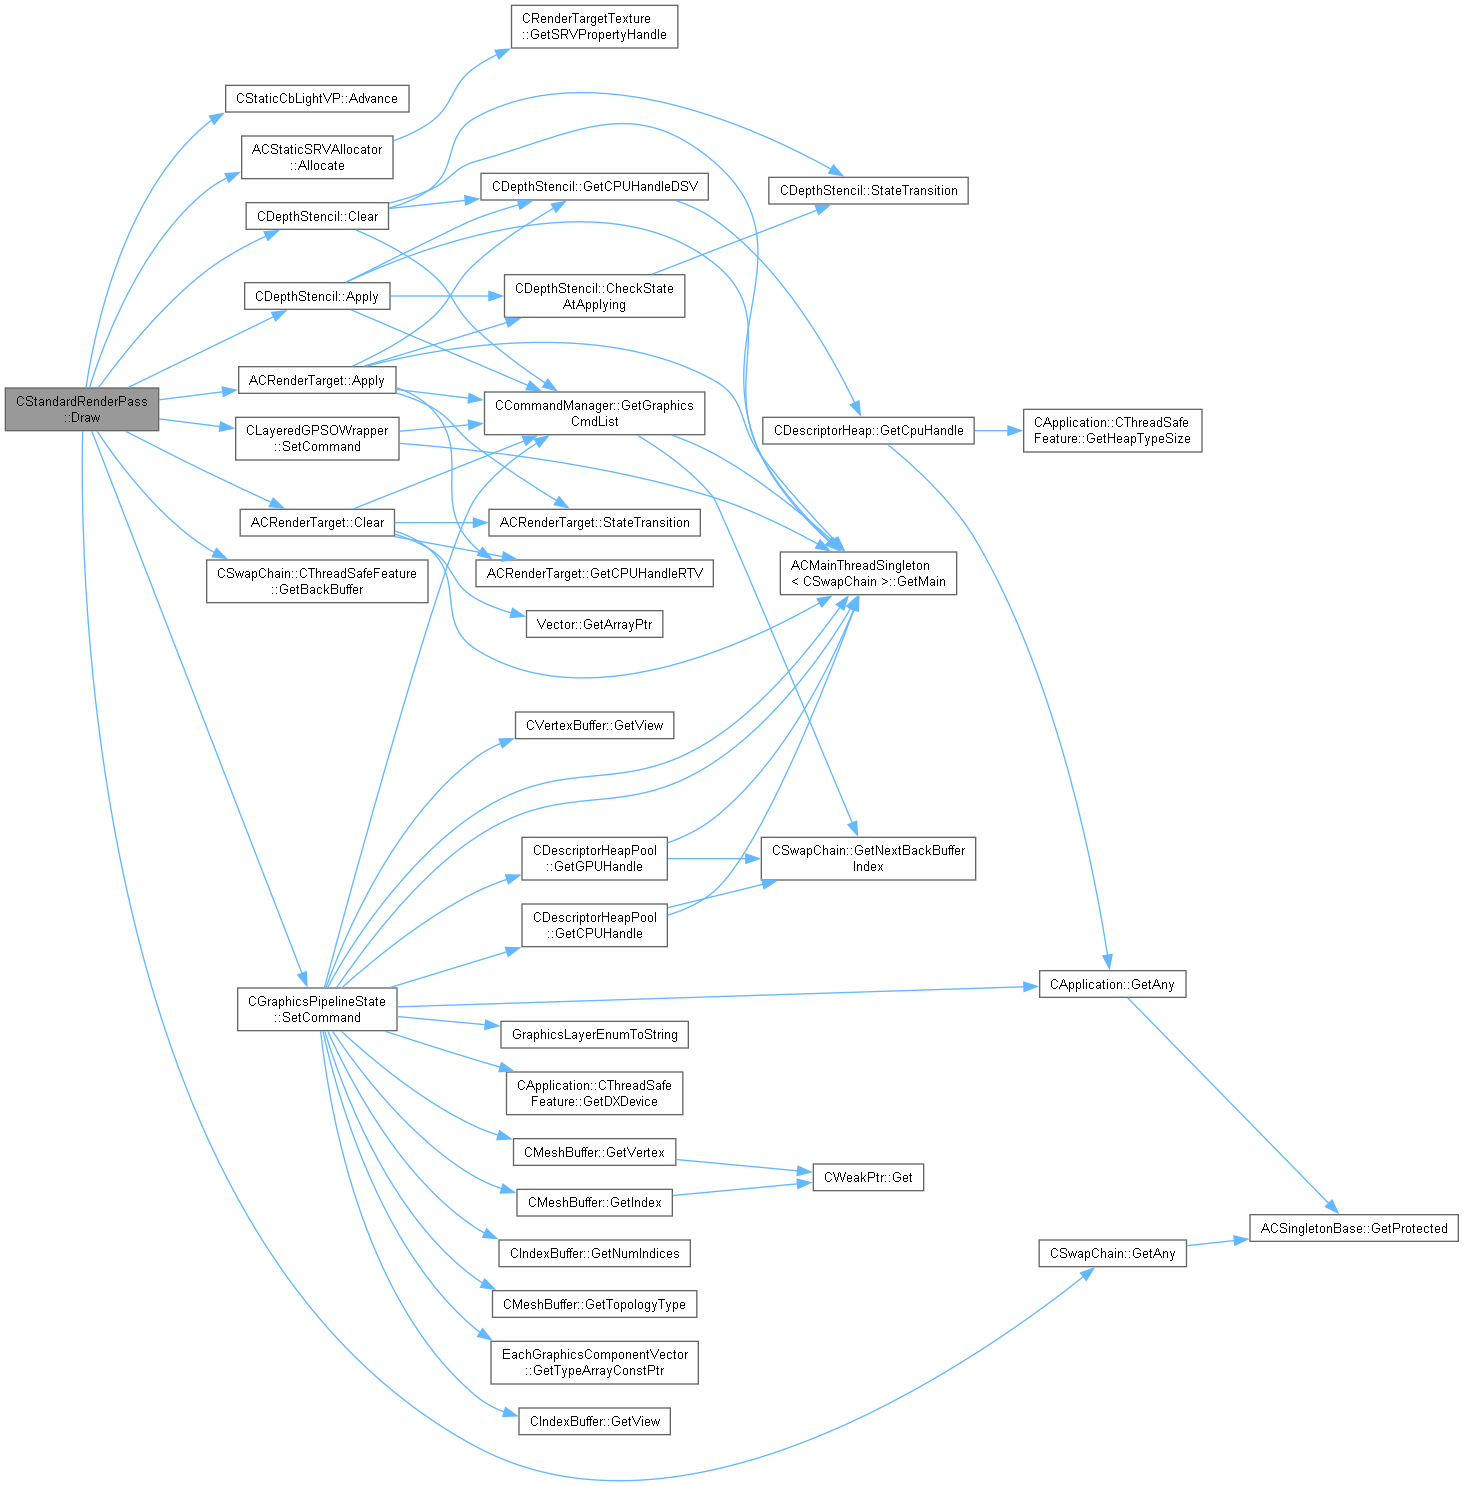 CRenderTargetTexture
::GetSRVPropertyHandle
CStaticCbLightVP::Advance
ACStaticSRVAllocator
::Allocate
CDepthStencil::GetCPUHandleDSV
CDepthStencil::StateTransition
CDepthStencil::Clear
CDepthStencil::Apply
CDepthStencil::CheckState
AtApplying
ACRenderTarget::Apply
CStandardRenderPass
::Draw
CCommandManager::GetGraphics
CmdList
CLayeredGPSOWrapper
::SetCommand
CDescriptorHeap::GetCpuHandle
CApplication::CThreadSafe
Feature::GetHeapTypeSize
ACRenderTarget::Clear
ACRenderTarget::StateTransition
CSwapChain::CThreadSafeFeature
::GetBackBuffer
ACRenderTarget::GetCPUHandleRTV
ACMainThreadSingleton
< CSwapChain >::GetMain
Vector::GetArrayPtr
CVertexBuffer::GetView
CDescriptorHeapPool
::GetGPUHandle
CSwapChain::GetNextBackBuffer
Index
CDescriptorHeapPool
::GetCPUHandle
CGraphicsPipelineState
::SetCommand
CApplication::GetAny
GraphicsLayerEnumToString
CApplication::CThreadSafe
Feature::GetDXDevice
CMeshBuffer::GetVertex
CWeakPtr::Get
CMeshBuffer::GetIndex
ACSingletonBase::GetProtected
CIndexBuffer::GetNumIndices
CSwapChain::GetAny
CMeshBuffer::GetTopologyType
EachGraphicsComponentVector
::GetTypeArrayConstPtr
CIndexBuffer::GetView